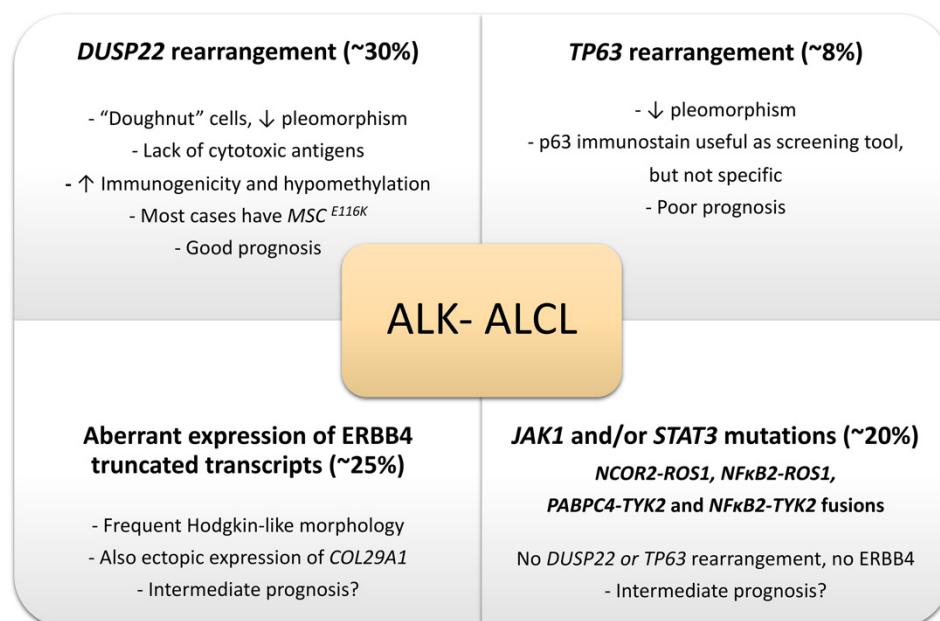 DUSP22 rearrangement (~30%)
- “Doughnut” cells, ↓ pleomorphism
- Lack of cytotoxic antigens
- ↑ Immunogenicity and hypomethylation
- Most cases have MSC E116K
- Good prognosis
TP63 rearrangement (~8%)
- ↓ pleomorphism
- p63 immunostain useful as screening tool,
but not specific
- Poor prognosis
ALK- ALCL
Aberrant expression of ERBB4
truncated transcripts (~25%)
- Frequent Hodgkin-like morphology
- Also ectopic expression of COL29A1
- Intermediate prognosis?
JAK1 and/or STAT3 mutations (~20%)
NCOR2-ROS1, NFκB2-ROS1,
PABPC4-TYK2 and NFκB2-TYK2 fusions
No DUSP22 or TP63 rearrangement, no ERBB4
- Intermediate prognosis?